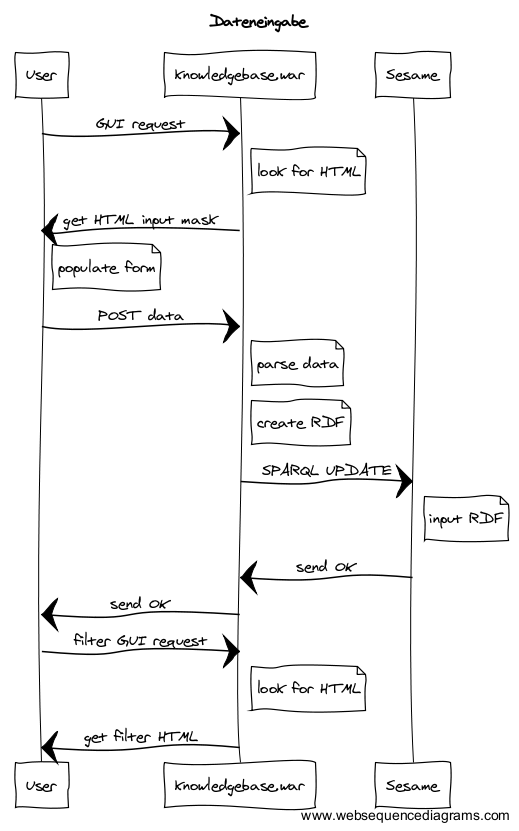 Dateneingabe
User
Knowledgebase.war
Sesame
GUI request
look for HTML
get HTML input mask
populate form
POST data
parse data
create RDF
SPARQL UPDATE
input RDF
send OK
send OK
filter GUI request
look for HTML
get filter HTML
User
Knowledgebase.war
Sesame
www.websequencediagrams.com